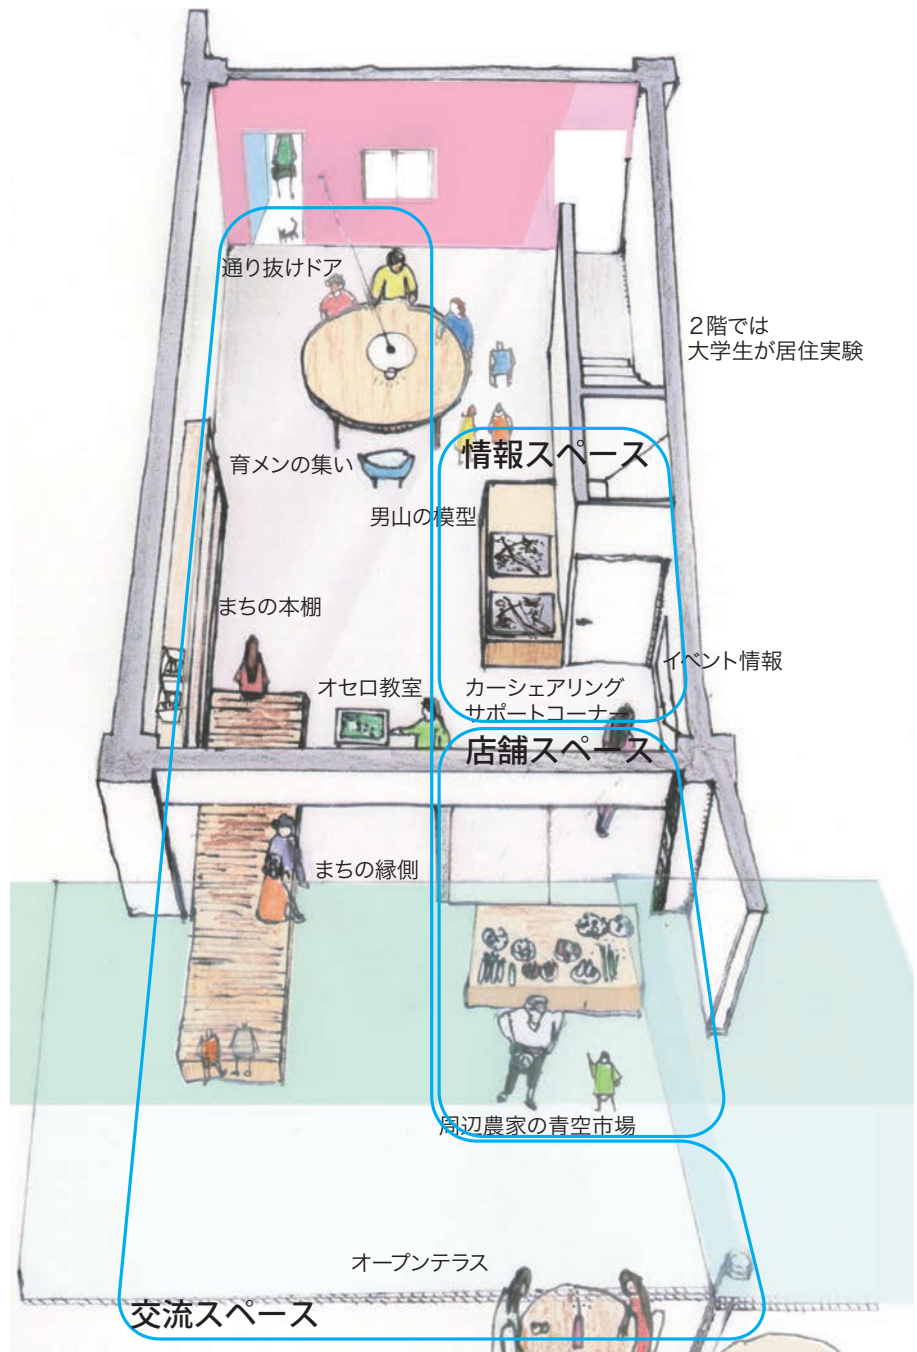 通り抜けドア
２階では
大学生が居住実験
情報スペース
育メンの集い
男山の模型
まちの本棚
イベント情報
オセロ教室
カーシェアリング
サポートコーナー
店舗スペース
まちの縁側
周辺農家の青空市場
オープンテラス
交流スペース